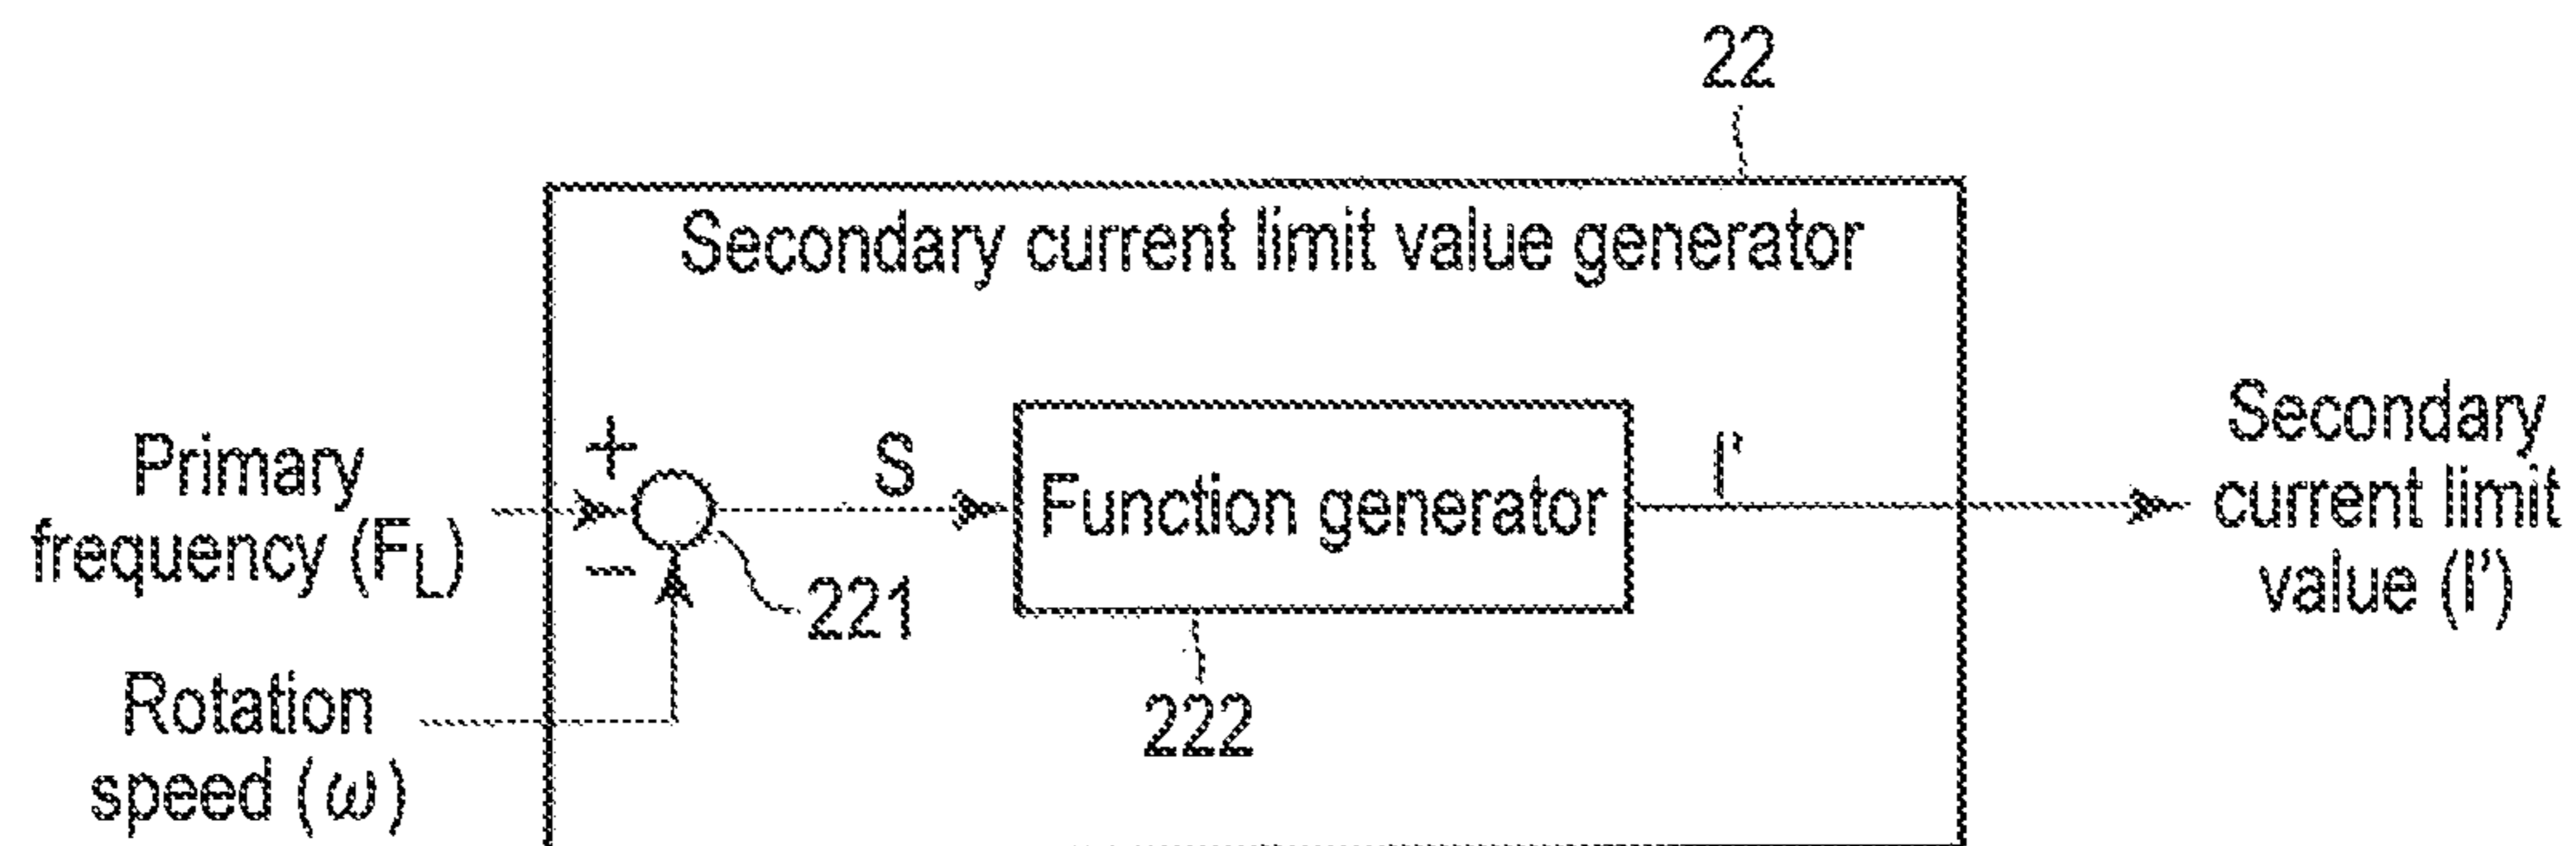 22
Secondary current limit value generator
Primary
frequency (FL)
+
−
S
Function generator
I'
Secondary
current limit
value (I’)
221
222
Rotation
speed (ω)